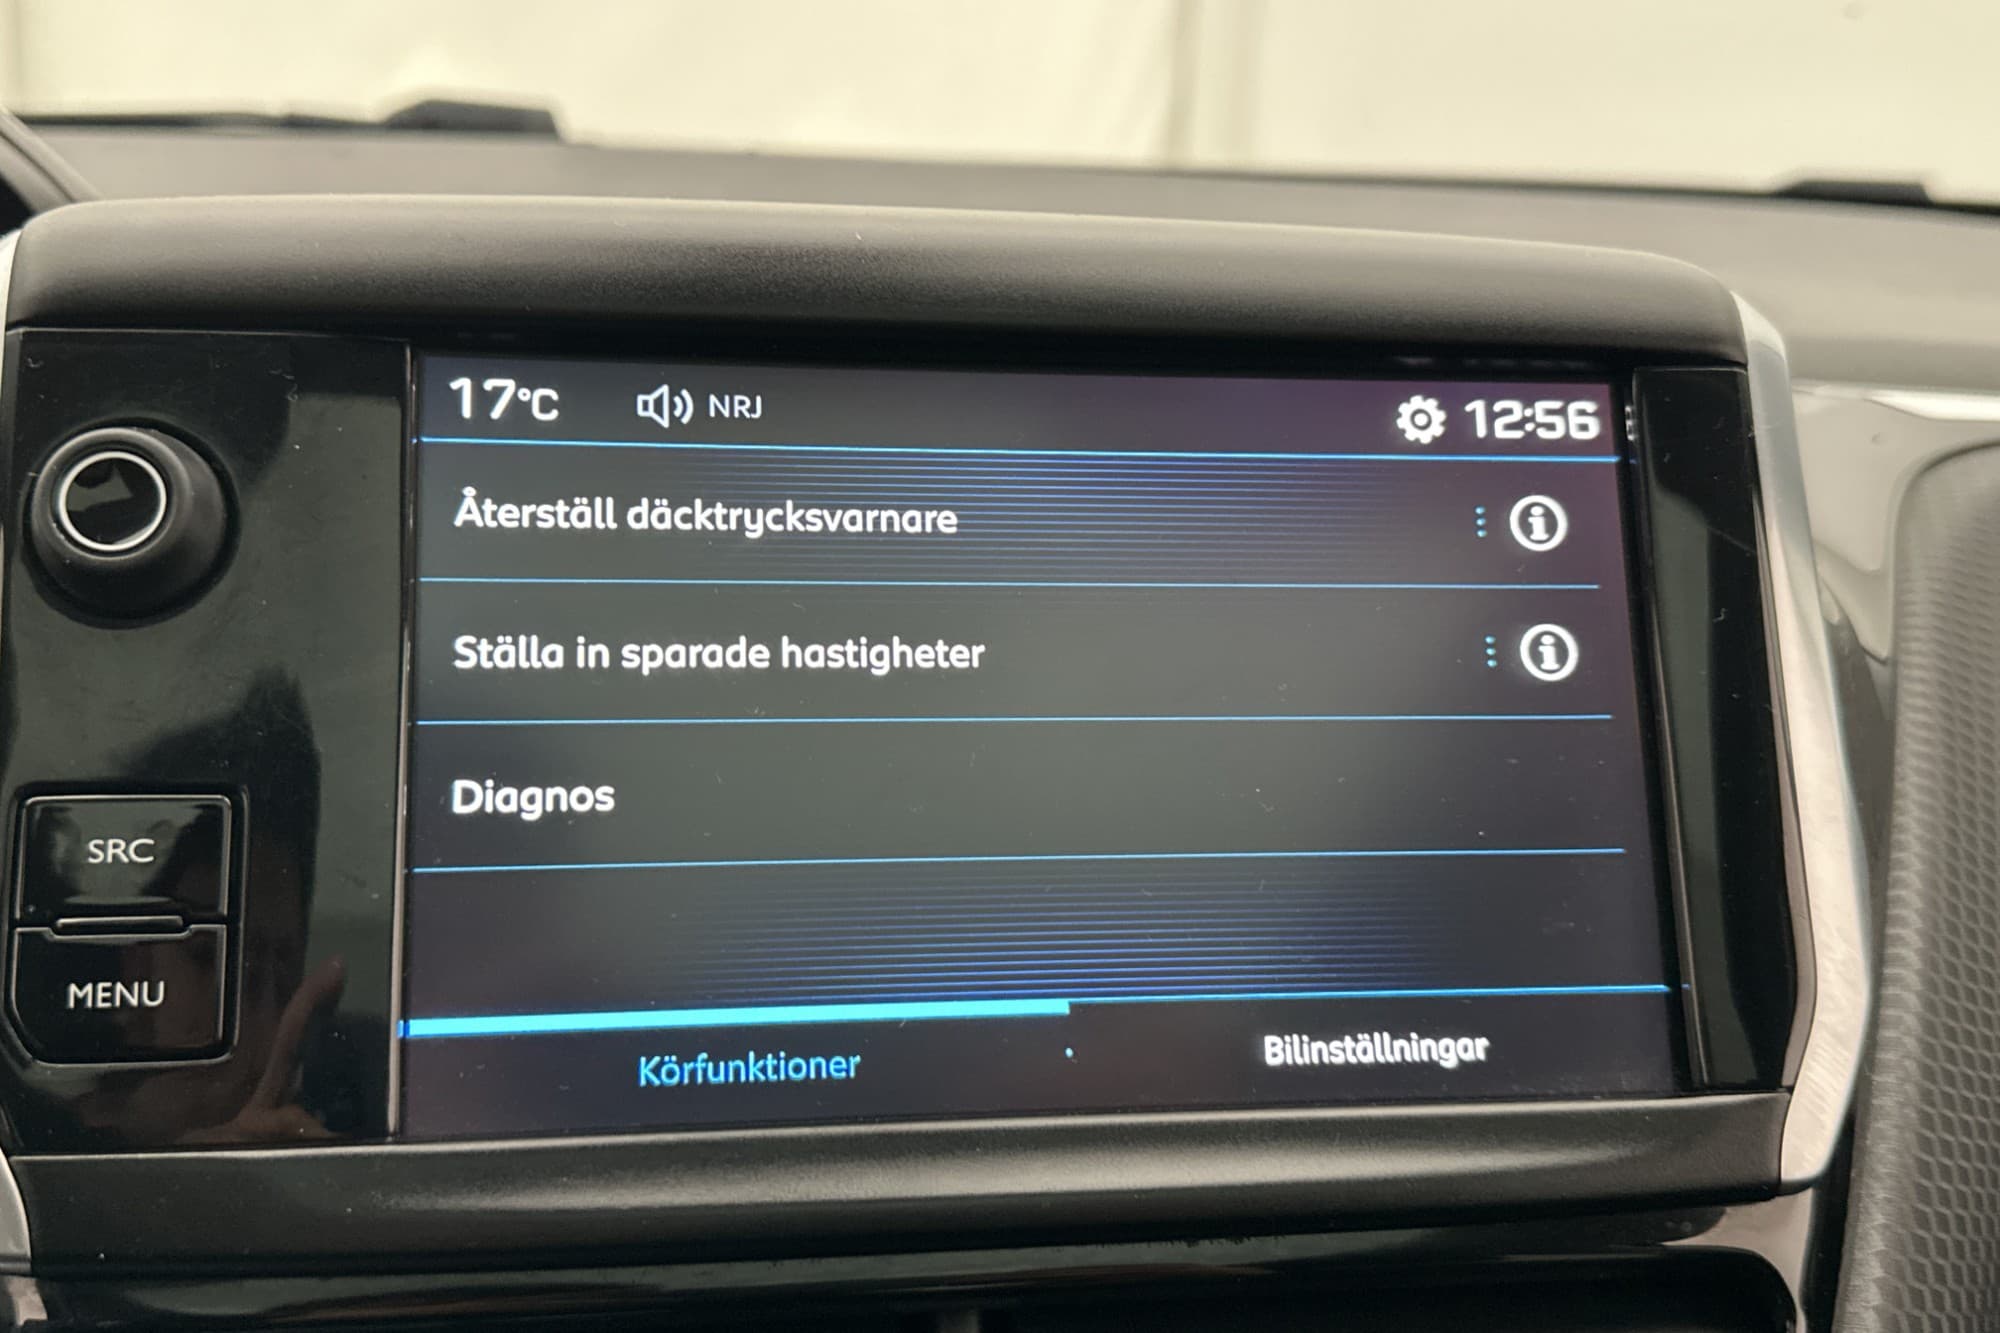 17°C NRJ 12:56
Återställ däcktrycksvarnare
Ställa in sparade hastigheter
Diagnos
SRC
MENU
Körfunktioner Bilinställningar